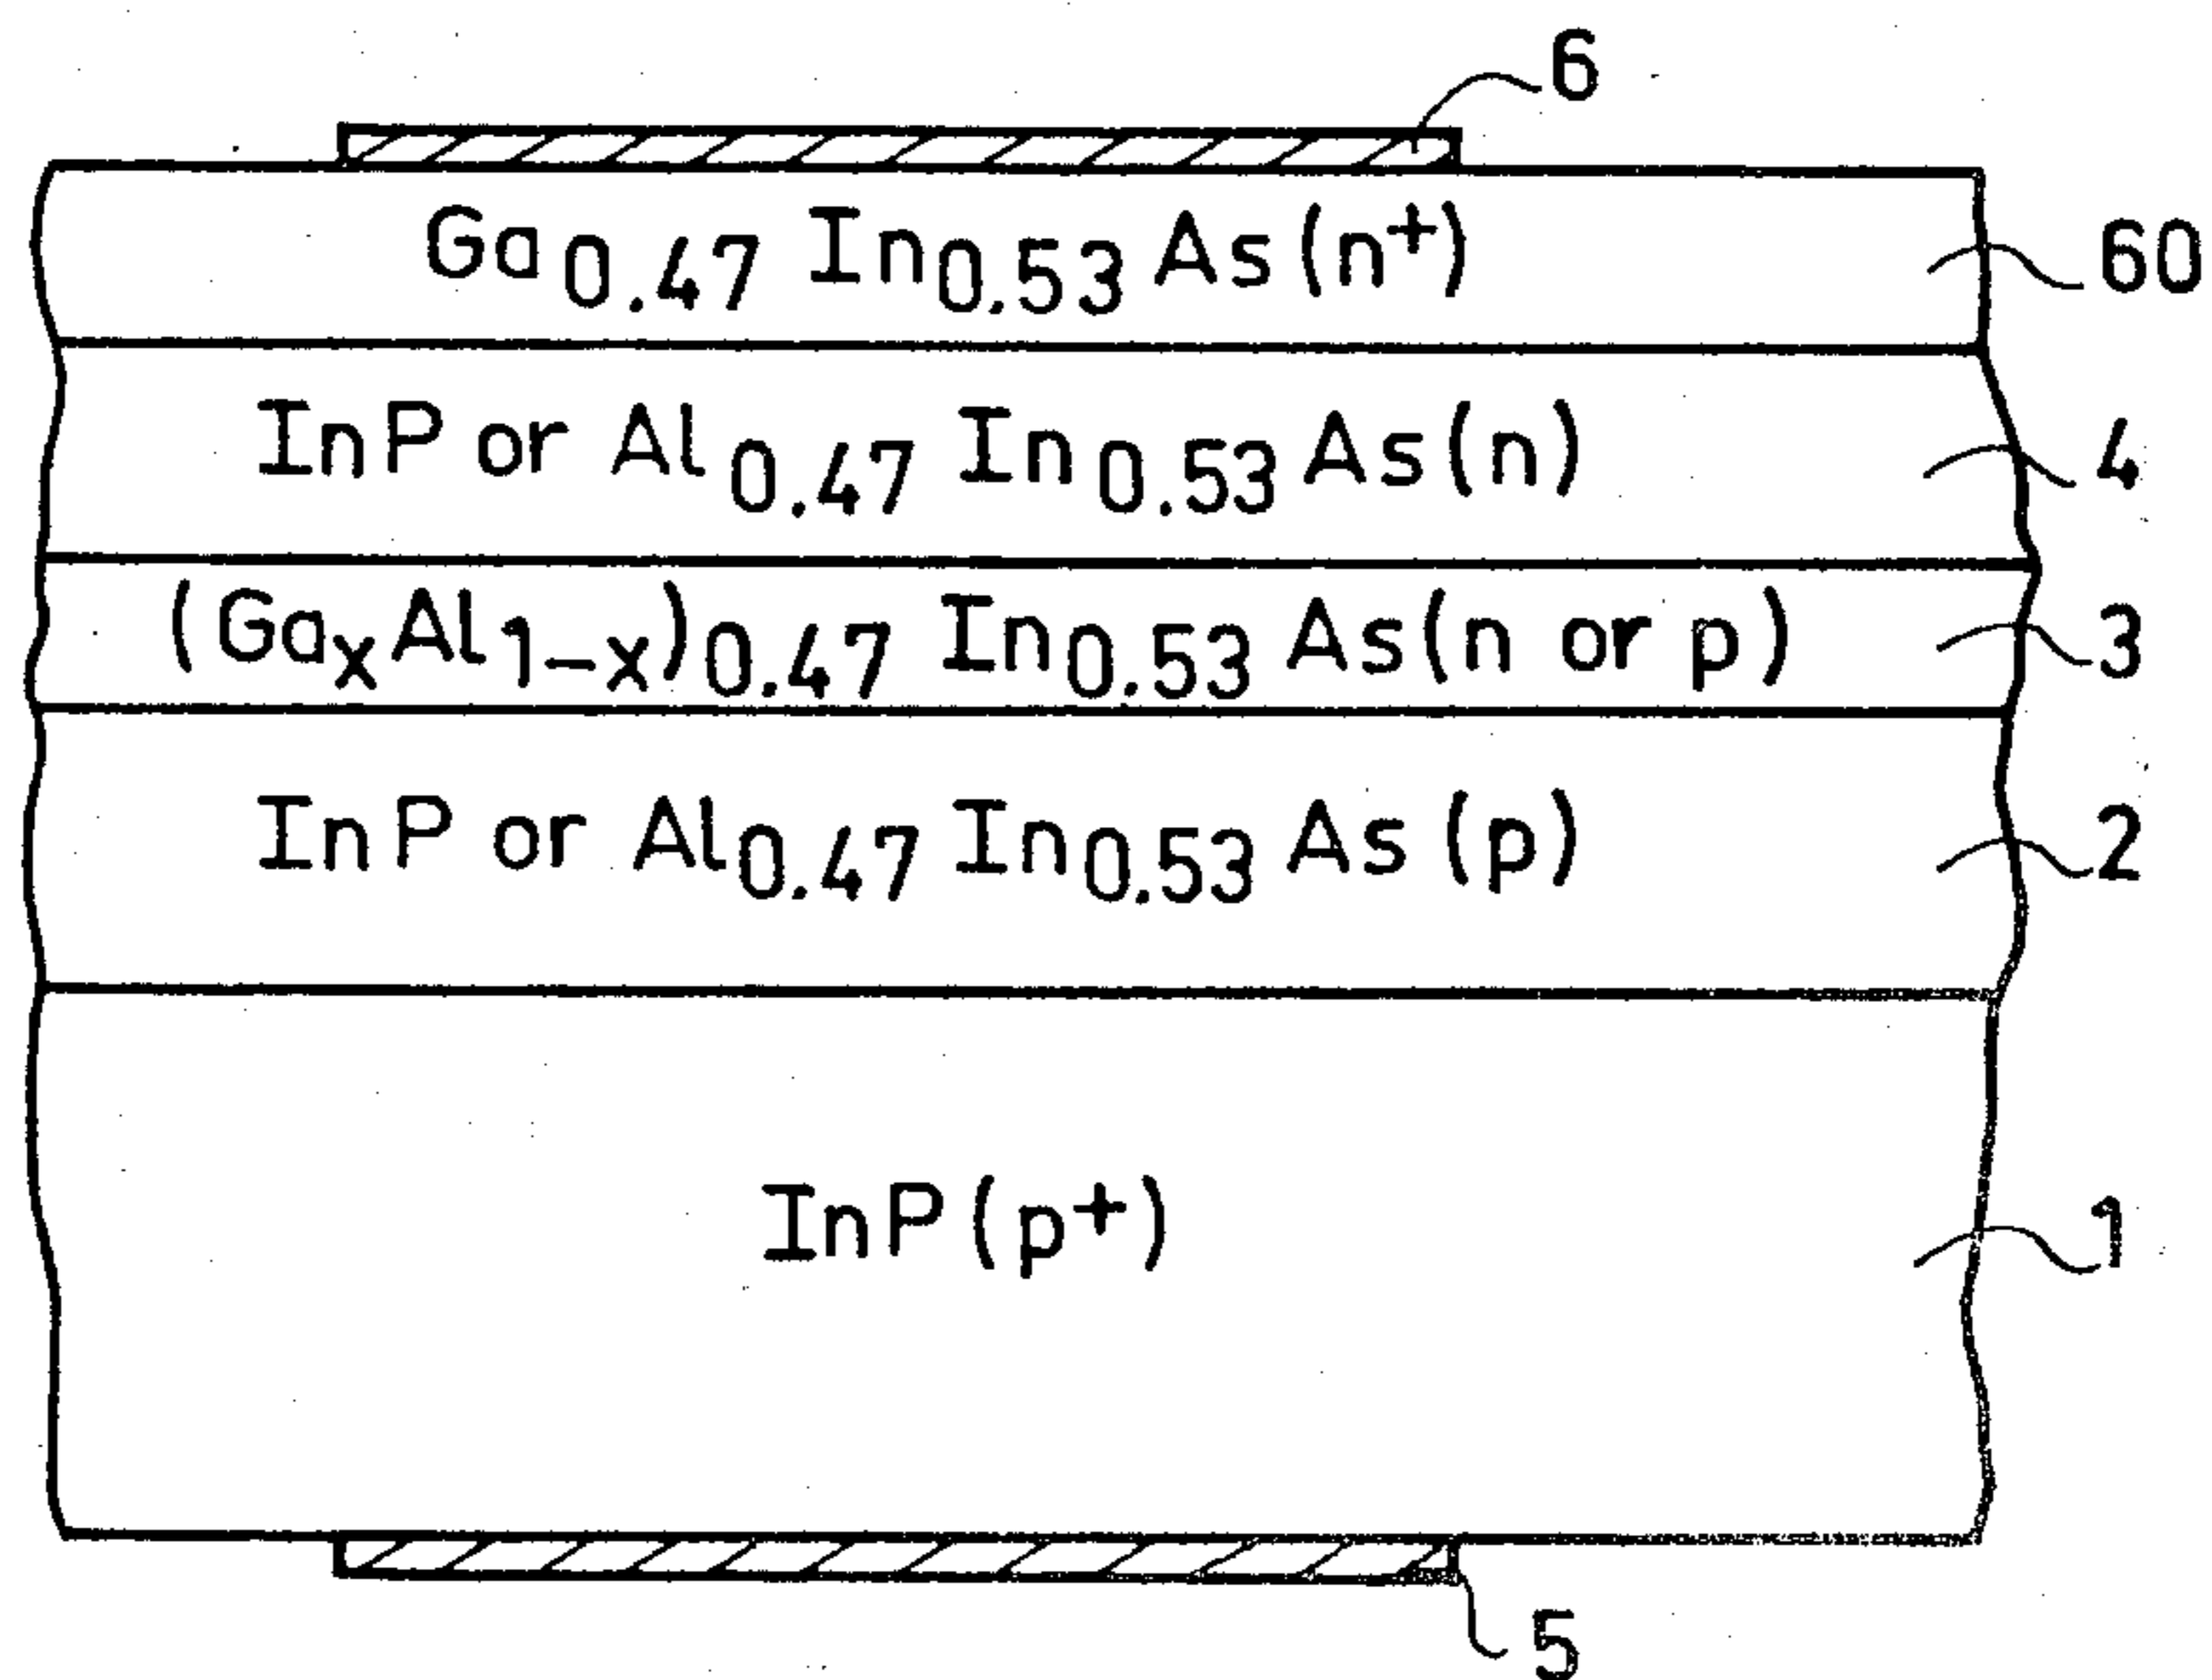 6
Ga0.47 In0.53 As (n+) 60
InP or Al0.47 In0.53 As (n) 4
(GaxAl1-x)0.47 In0.53 As (n or p) 3
InP or Al0.47 In0.53 As (p) 2
InP (p+) 1
5